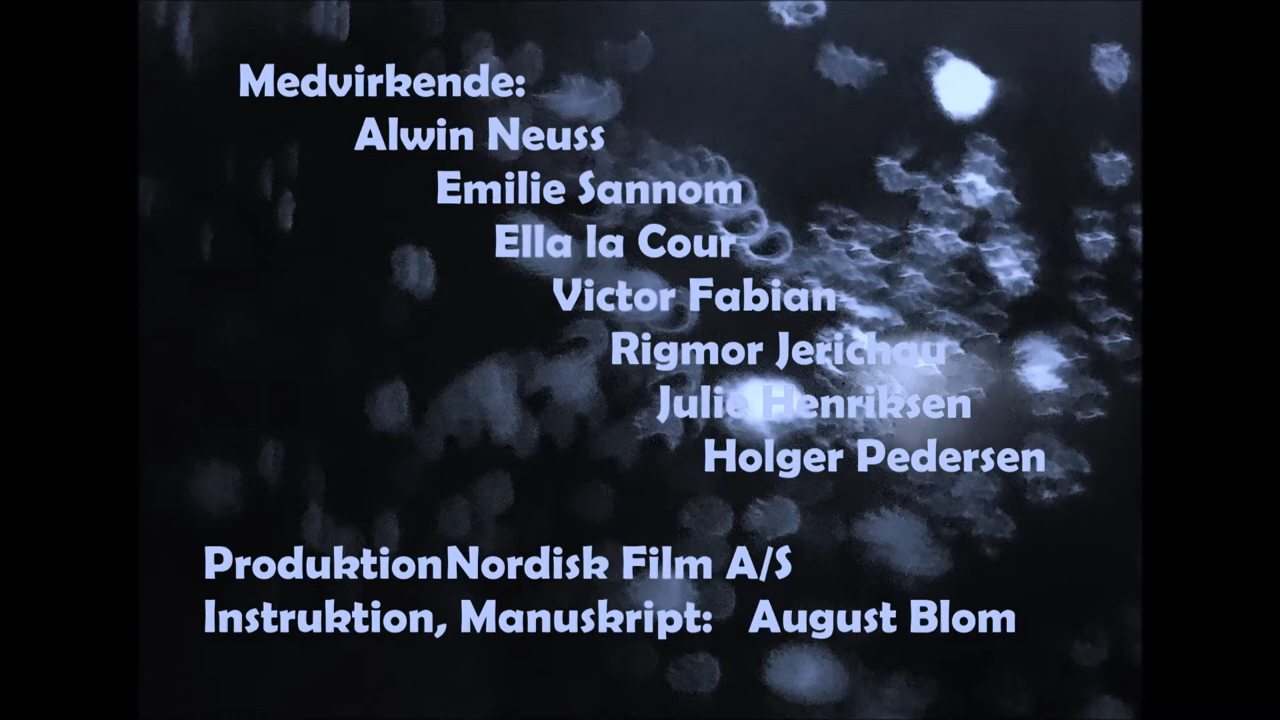 Medvirkende:
Alwin Neuss
Emilie Sannom
Ella la Cour
Victor Fabian
Rigmor Jerichau
Julie Henriksen
Holger Pedersen
ProduktionNordisk Film A/S
Instruktion, Manuskript: August Blom